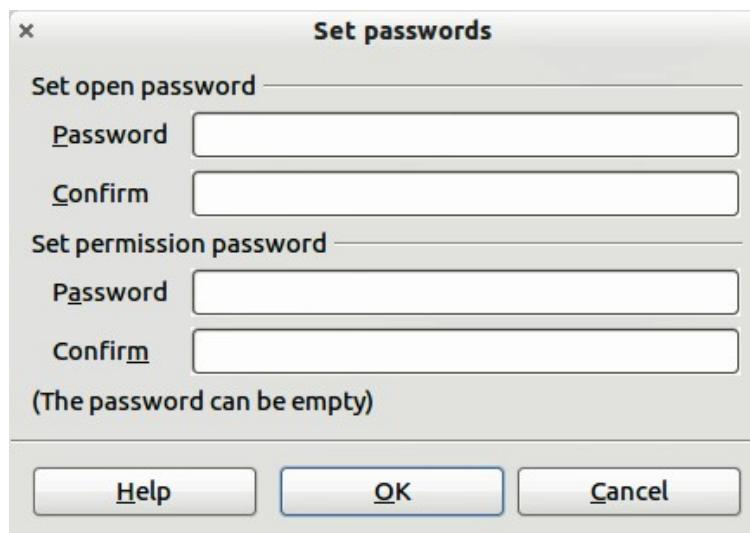 Set passwords
Set open password
Password
Confirm
Set permission password
Password
Confirm
(The password can be empty)
Help OK Cancel